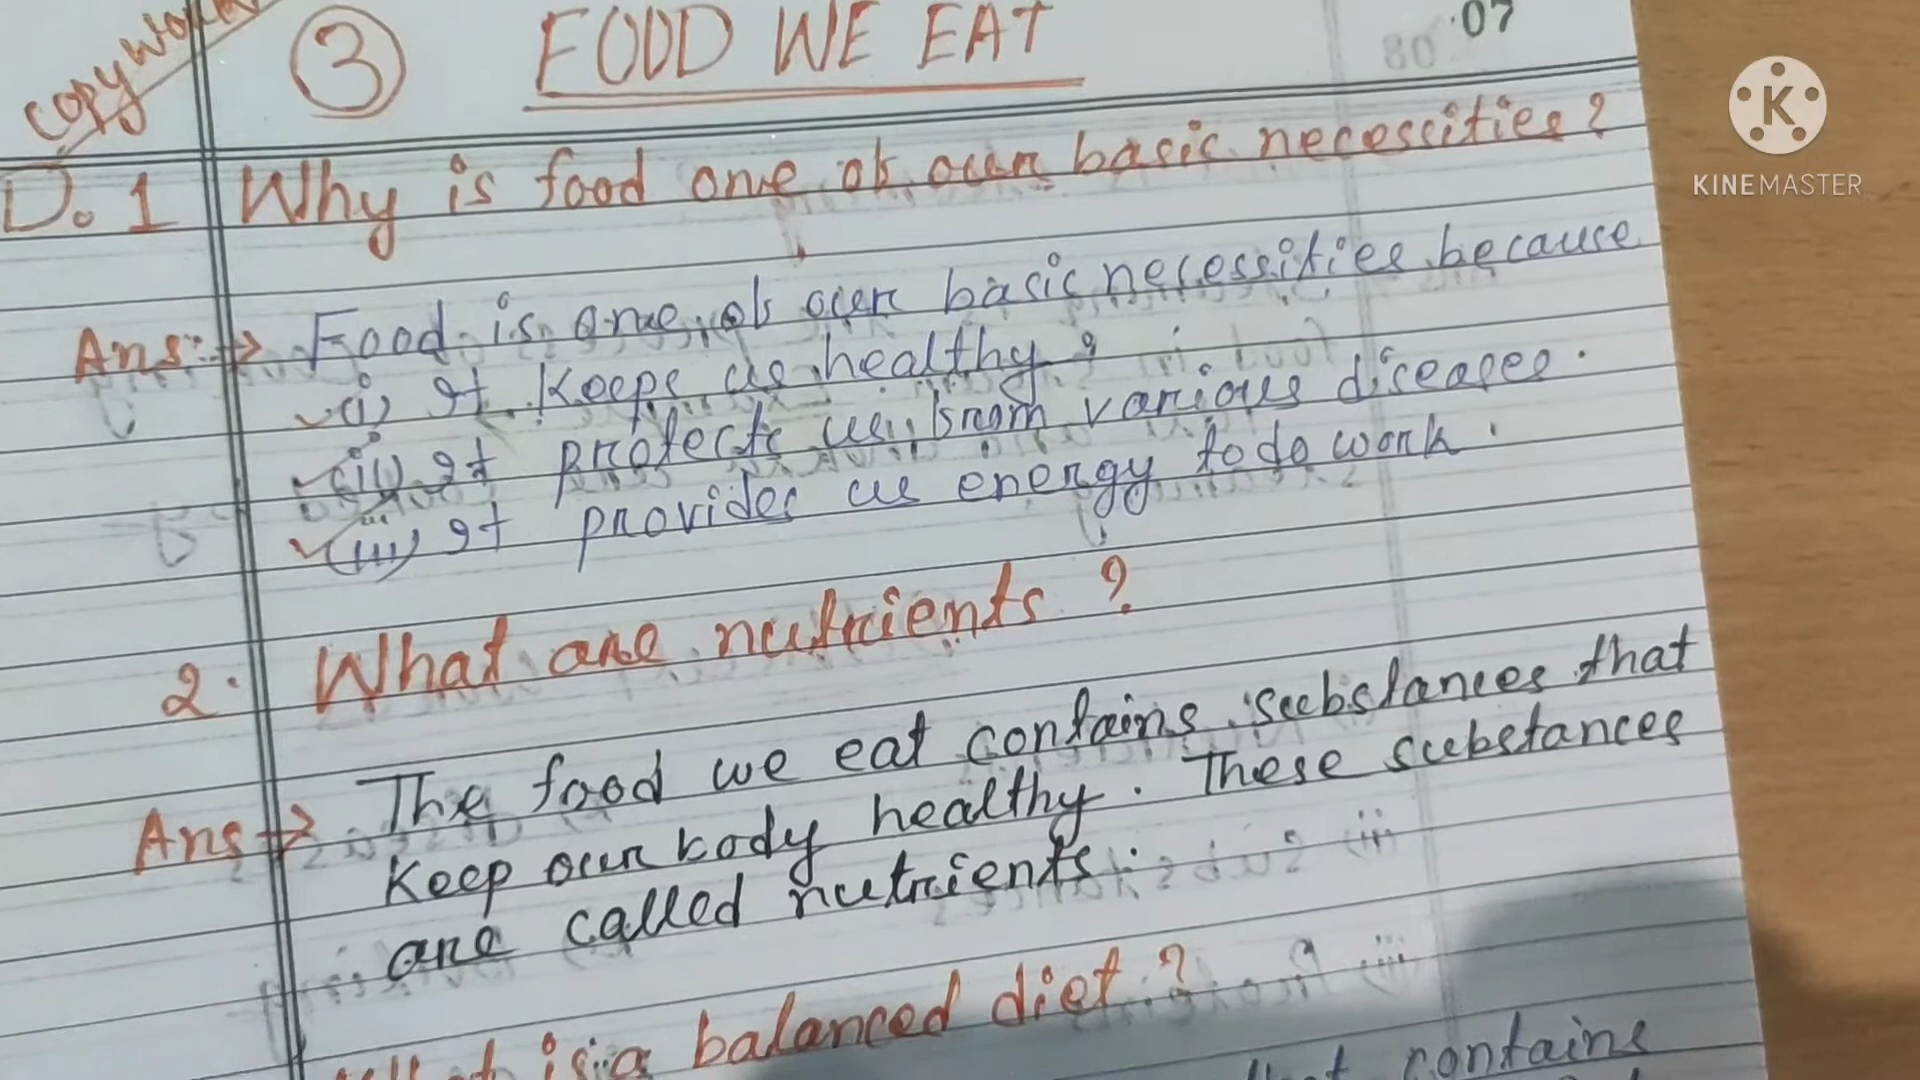 copywork
3 FOOD WE EAT
07
KINEMASTER
D. 1 Why is food one of our basic necessities?
Ans:→ Food is one of our basic necessities because
(i) It keeps us healthy
(ii) It protects us from various diseases.
(iii) It provides us energy to do work.
2. What are nutrients?
Ans→ The food we eat contains substances that
keep our body healthy. These substances
are called nutrients.
What is a balanced diet?
that contains